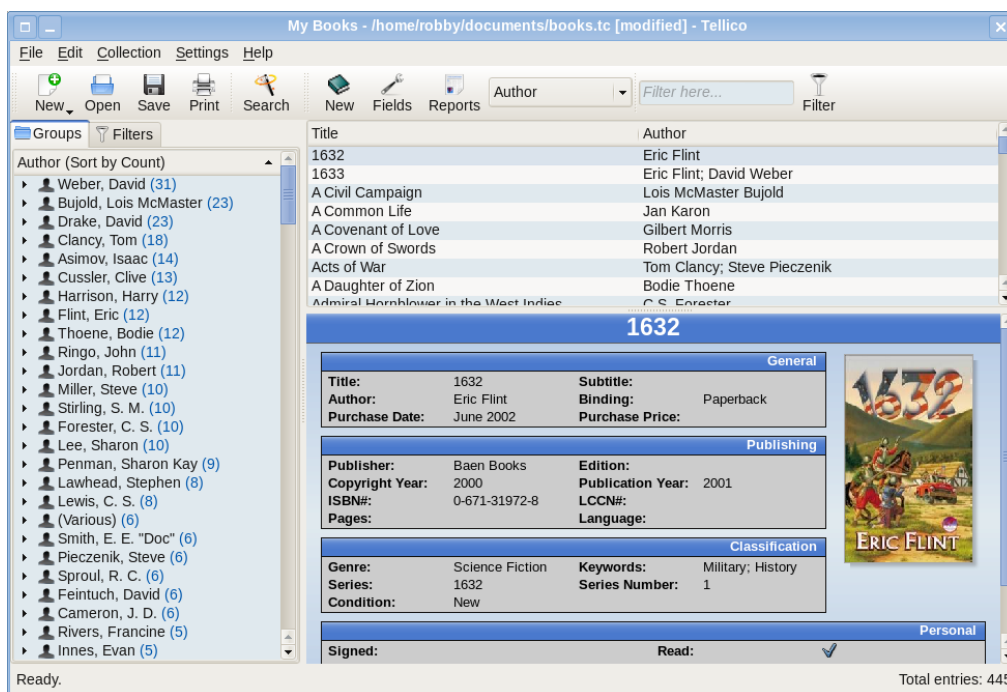 My Books - /home/robby/documents/books.tc [modified] - Tellico
File Edit Collection Settings Help
New Open Save Print Search New Fields Reports Author Filter here... Filter
Groups Filters
Author (Sort by Count)
Weber, David (31)
Bujold, Lois McMaster (23)
Drake, David (23)
Clancy, Tom (18)
Asimov, Isaac (14)
Cussler, Clive (13)
Harrison, Harry (12)
Flint, Eric (12)
Thoene, Bodie (12)
Ringo, John (11)
Jordan, Robert (11)
Miller, Steve (10)
Stirling, S. M. (10)
Forester, C. S. (10)
Lee, Sharon (10)
Penman, Sharon Kay (9)
Lawhead, Stephen (8)
Lewis, C. S. (8)
(Various) (6)
Smith, E. E. "Doc" (6)
Pieczenik, Steve (6)
Sproul, R. C. (6)
Feintuch, David (6)
Cameron, J. D. (6)
Rivers, Francine (5)
Innes, Evan (5)
Title Author
1632 Eric Flint
1633 Eric Flint; David Weber
A Civil Campaign Lois McMaster Bujold
A Common Life Jan Karon
A Covenant of Love Gilbert Morris
A Crown of Swords Robert Jordan
Acts of War Tom Clancy; Steve Pieczenik
A Daughter of Zion Bodie Thoene
Admiral Hornblower in the West Indies C.S. Forester
1632
General
Title: 1632 Subtitle:
Author: Eric Flint Binding: Paperback
Purchase Date: June 2002 Purchase Price:
Publishing
Publisher: Baen Books Edition:
Copyright Year: 2000 Publication Year: 2001
ISBN#: 0-671-31972-8 LCCN#:
Pages: Language:
Classification
Genre: Science Fiction Keywords: Military; History
Series: 1632 Series Number: 1
Condition: New
1632
ERIC FLINT
Personal
Signed: Read:
Ready. Total entries: 445